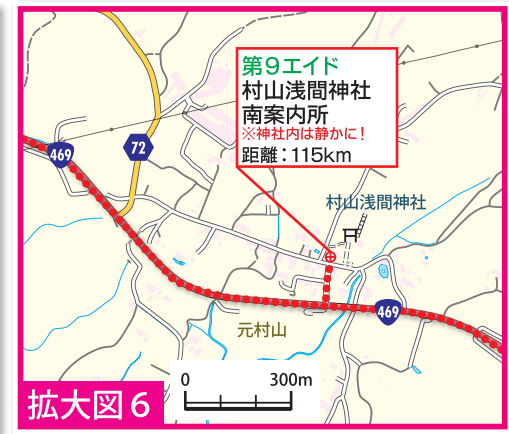 第9エイド
村山浅間神社
南案内所
※神社内は静かに！
距離：115km
469
72
村山浅間神社
469
元村山
拡大図6
0 300m